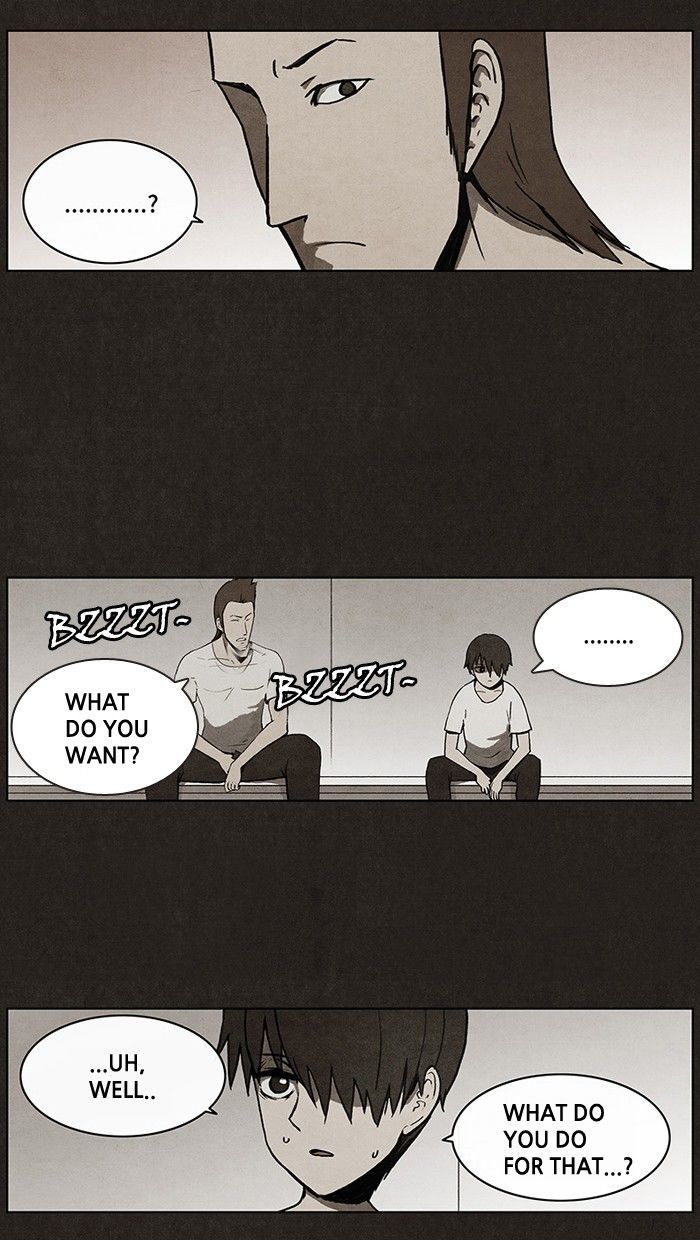 ............?
BZZZT-
WHAT
DO YOU
WANT?
BZZZT-
........
...UH,
WELL..
WHAT DO
YOU DO
FOR THAT...?